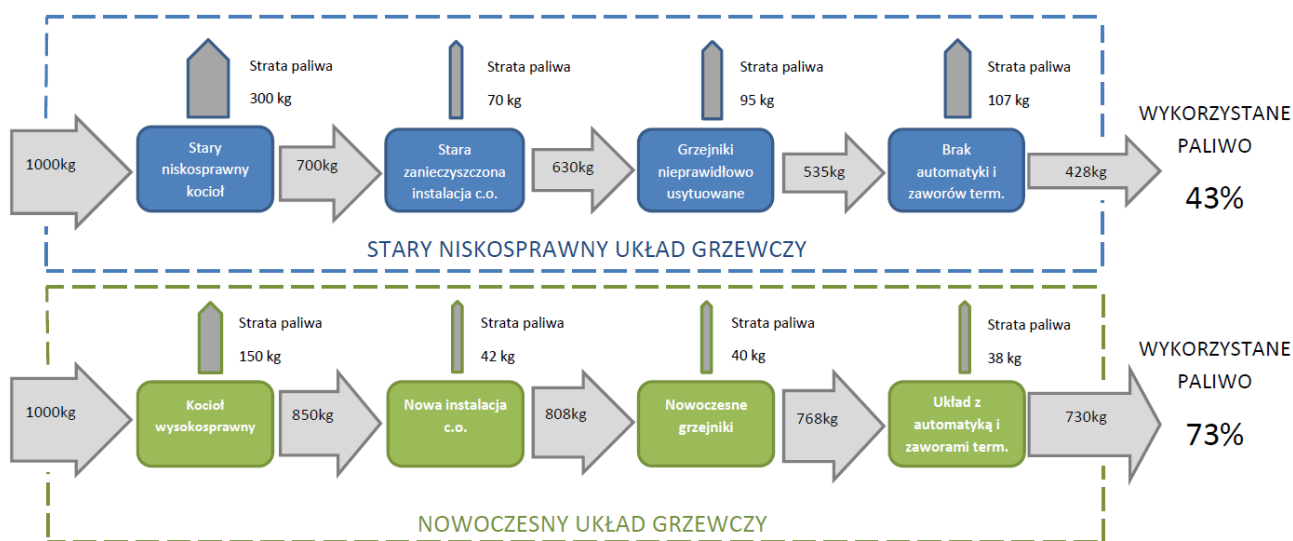 Strata paliwa
300 kg
Strata paliwa
70 kg
Strata paliwa
95 kg
Strata paliwa
107 kg
1000kg
Stary
niskosprawny
kocioł
700kg
Stara
zanieczyszczona
instalacja c.o.
630kg
Grzejniki
nieprawidłowo
usytuowane
535kg
Brak
automatyki i
zaworów term.
428kg
WYKORZYSTANE
PALIWO
43%
STARY NISKOSPRAWNY UKŁAD GRZEWCZY
Strata paliwa
150 kg
Strata paliwa
42 kg
Strata paliwa
40 kg
Strata paliwa
38 kg
1000kg
Kocioł
wysokosprawny
850kg
Nowa instalacja
c.o.
808kg
Nowoczesne
grzejniki
768kg
Układ z
automatyką i
zaworami term.
730kg
WYKORZYSTANE
PALIWO
73%
NOWOCZESNY UKŁAD GRZEWCZY